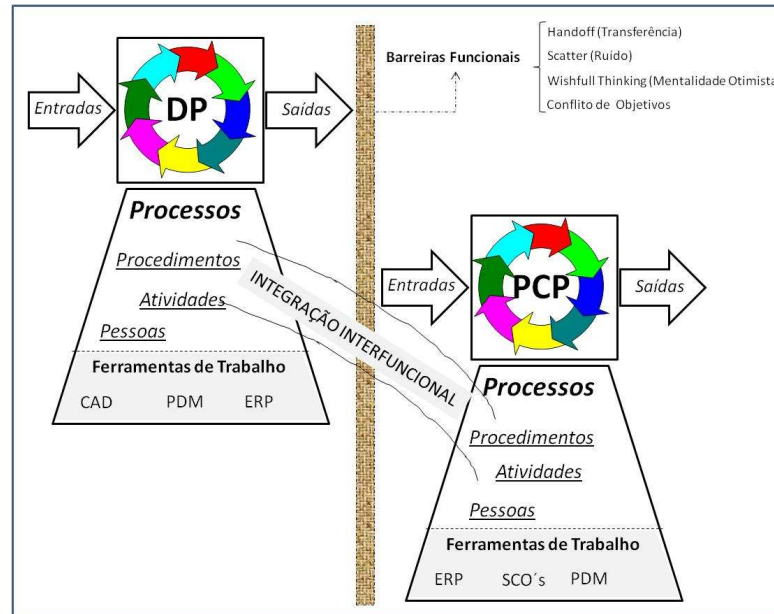 Entradas
DP
Saídas
Barreiras Funcionais
Handoff (Transferência)
Scatter (Ruído)
Wishfull Thinking (Mentalidade Otimista
Conflito de Objetivos
Processos
Procedimentos
Atividades
Pessoas
Ferramentas de Trabalho
CAD PDM ERP
INTEGRAÇÃO INTERFUNCIONAL
Entradas
PCP
Saídas
Processos
Procedimentos
Atividades
Pessoas
Ferramentas de Trabalho
ERP SCO´s PDM